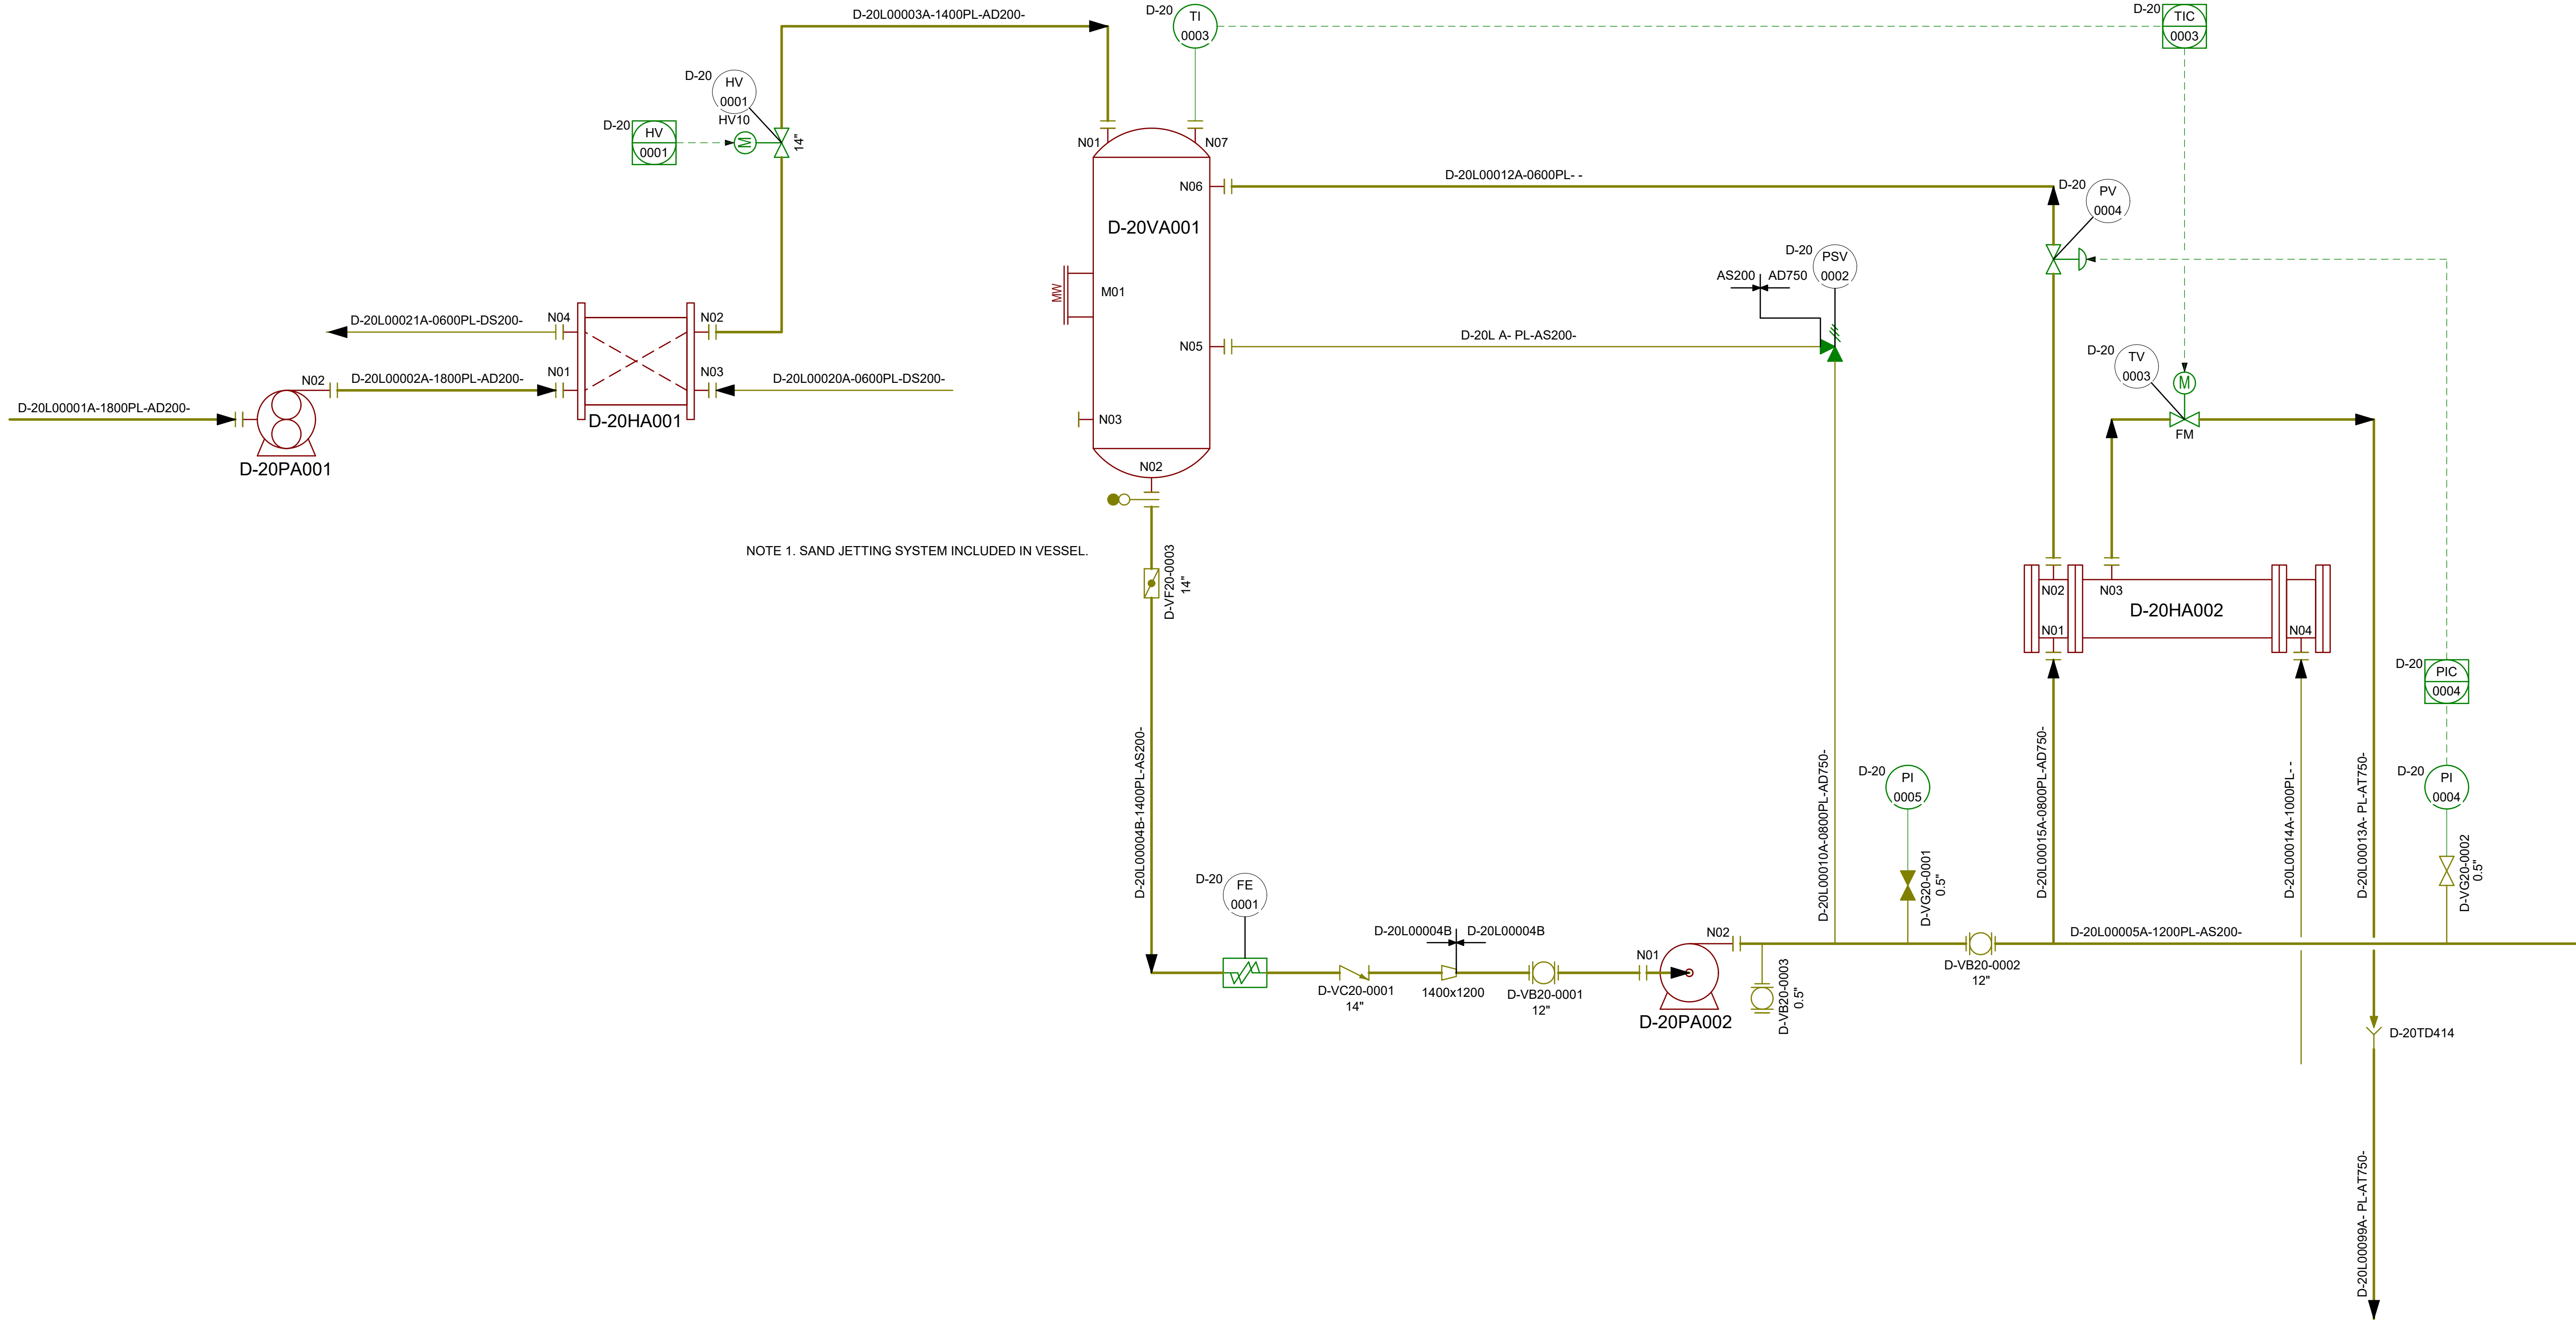 D-20L00003A-1400PL-AD200-
D-20
TI
0003
D-20
TIC
0003
D-20
HV
0001
HV10
D-20
HV
0001
M
14"
N01
N07
N06
D-20L00012A-0600PL- -
D-20
PV
0004
D-20VA001
D-20
PSV
0002
AS200
AD750
MW
M01
D-20L00021A-0600PL-DS200-
N04
N02
N05
D-20L A- PL-AS200-
D-20
TV
0003
M
FM
D-20L00001A-1800PL-AD200-
N02
D-20L00002A-1800PL-AD200-
N01
N03
D-20L00020A-0600PL-DS200-
D-20HA001
D-20PA001
N03
N02
NOTE 1. SAND JETTING SYSTEM INCLUDED IN VESSEL.
D-VF20-0003
14"
N02
N03
D-20HA002
N01
N04
D-20
PIC
0004
D-20L00004B-1400PL-AS200-
D-20L00010A-0800PL-AD750-
D-20
PI
0005
D-VG20-0001
0.5"
D-20L00015A-0800PL-AD750-
D-20L00014A-1000PL- -
D-20L00013A- PL-AT750-
D-20
PI
0004
D-VG20-0002
0.5"
D-20
FE
0001
D-20L00004B
D-20L00004B
N01
N02
D-20L00005A-1200PL-AS200-
D-VC20-0001
14"
1400x1200
D-VB20-0001
12"
D-20PA002
D-VB20-0003
0.5"
D-VB20-0002
12"
D-20TD414
D-20L00099A- PL-AT750-